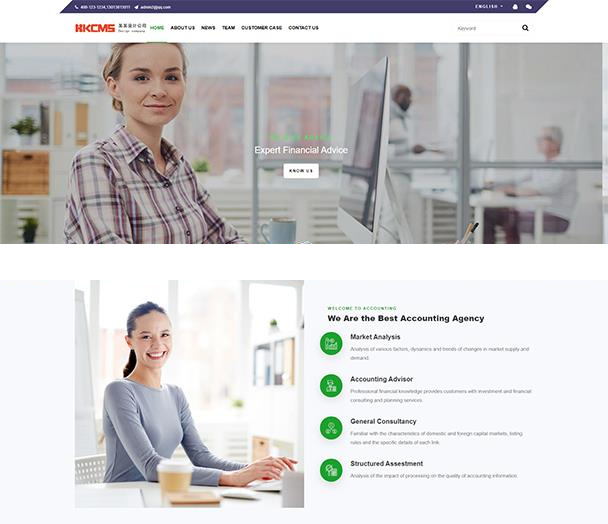 400-123-1234,13013013011 admin2@qq.com ENGLISH
HKCMS 某某设计公司 HOME ABOUT US NEWS TEAM CUSTOMER CASE CONTACT US Keyword
Design company
Expert Financial Advice
KNOW US
WELCOME TO ACCOUNTING
We Are the Best Accounting Agency
Market Analysis
Analysis of various factors, dynamics and trends of changes in market supply and
demand.
Accounting Advisor
Professional financial knowledge provides customers with investment and financial
consulting and planning services.
General Consultancy
Familiar with the characteristics of domestic and foreign capital markets, listing
rules and the specific details of each link.
Structured Assestment
Analysis of the impact of processing on the quality of accounting information.